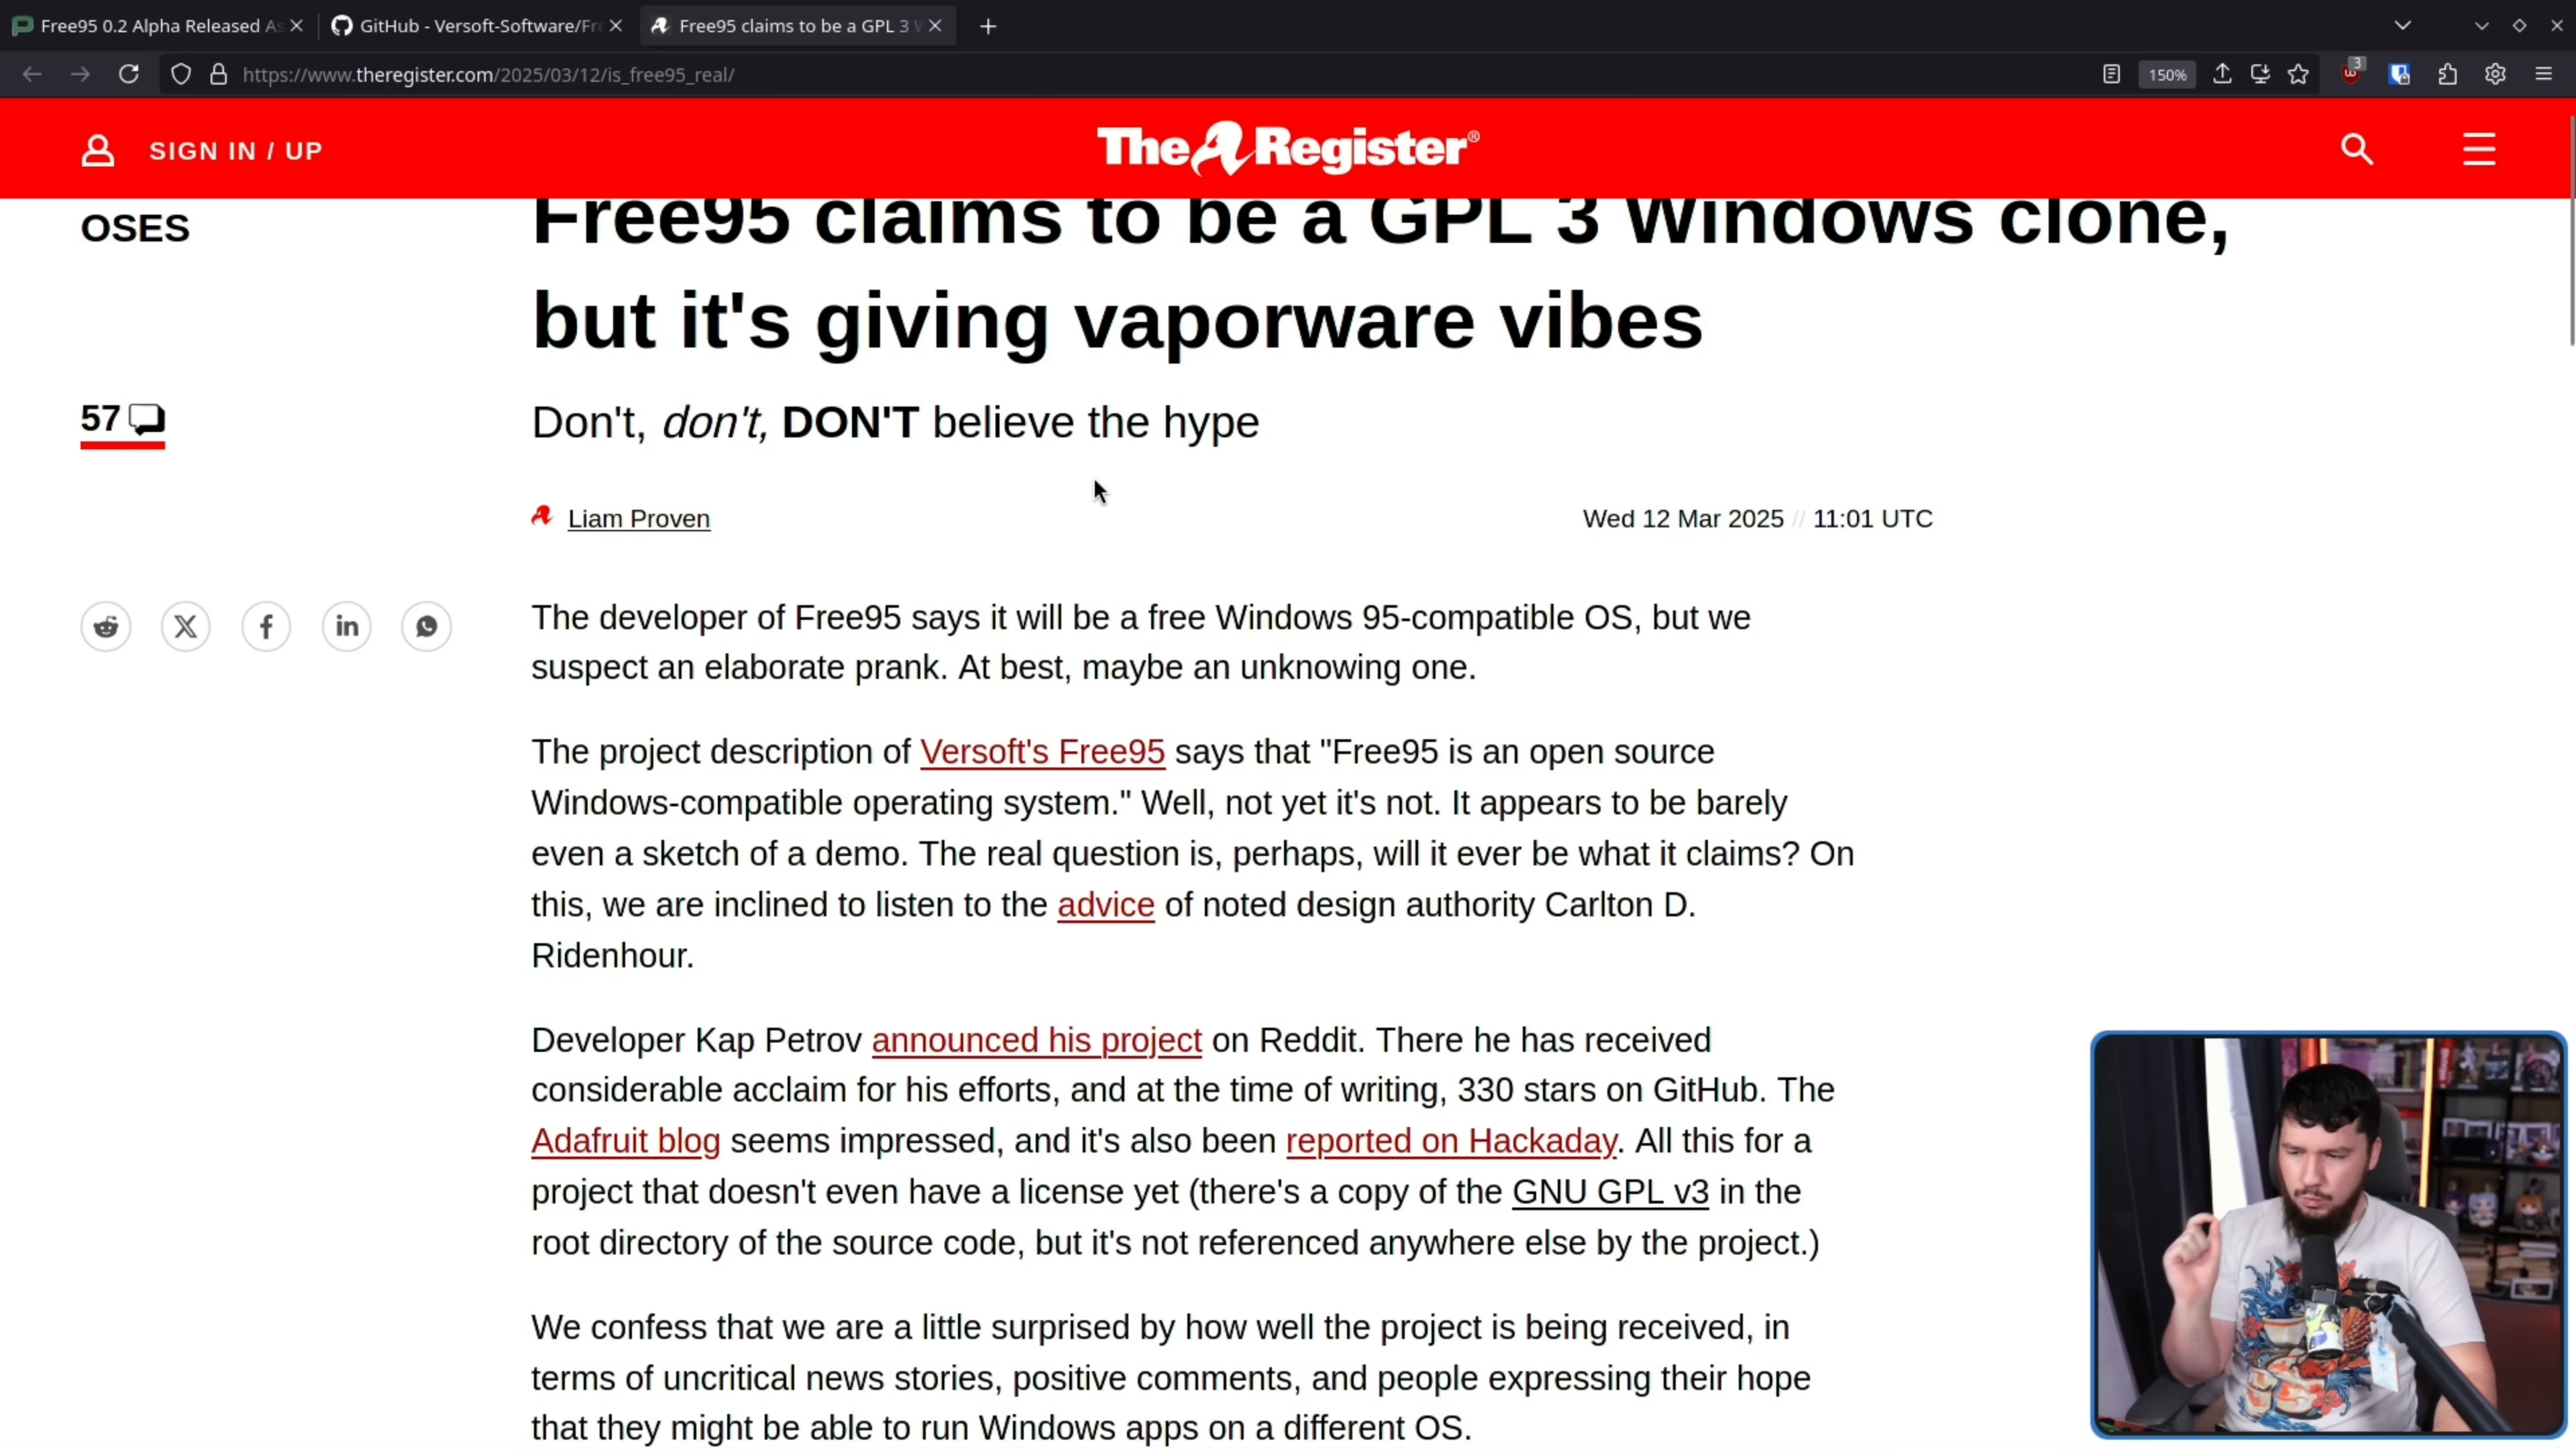 Free95 0.2 Alpha Released As
GitHub - Versoft-Software/Fre
Free95 claims to be a GPL 3 W
https://www.theregister.com/2025/03/12/is_free95_real/
150%
3
SIGN IN / UP
The Register®
OSES
Free95 claims to be a GPL 3 Windows clone,
but it's giving vaporware vibes
57
Don't, don't, DON'T believe the hype
Liam Proven
Wed 12 Mar 2025 // 11:01 UTC
The developer of Free95 says it will be a free Windows 95-compatible OS, but we
suspect an elaborate prank. At best, maybe an unknowing one.
The project description of Versoft's Free95 says that "Free95 is an open source
Windows-compatible operating system." Well, not yet it's not. It appears to be barely
even a sketch of a demo. The real question is, perhaps, will it ever be what it claims? On
this, we are inclined to listen to the advice of noted design authority Carlton D.
Ridenhour.
Developer Kap Petrov announced his project on Reddit. There he has received
considerable acclaim for his efforts, and at the time of writing, 330 stars on GitHub. The
Adafruit blog seems impressed, and it's also been reported on Hackaday. All this for a
project that doesn't even have a license yet (there's a copy of the GNU GPL v3 in the
root directory of the source code, but it's not referenced anywhere else by the project.)
We confess that we are a little surprised by how well the project is being received, in
terms of uncritical news stories, positive comments, and people expressing their hope
that they might be able to run Windows apps on a different OS.